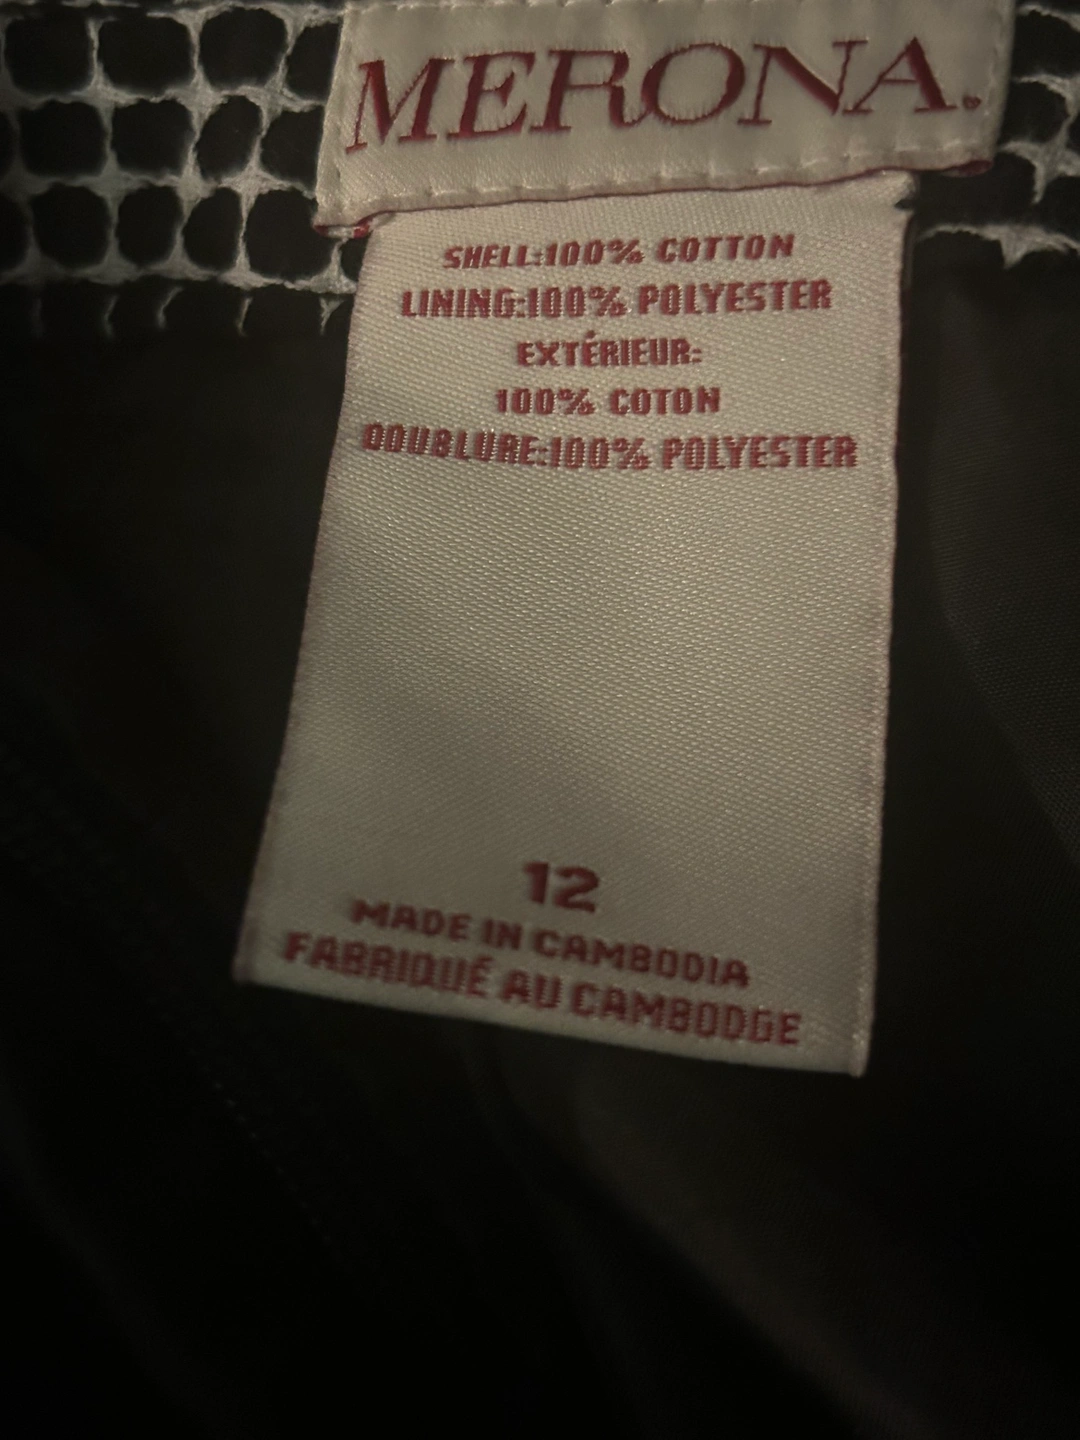 MERONA.
SHELL:100% COTTON
LINING:100% POLYESTER
EXTÉRIEUR:
100% COTON
DOUBLURE:100% POLYESTER
12
MADE IN CAMBODIA
FABRIQUÉ AU CAMBODGE